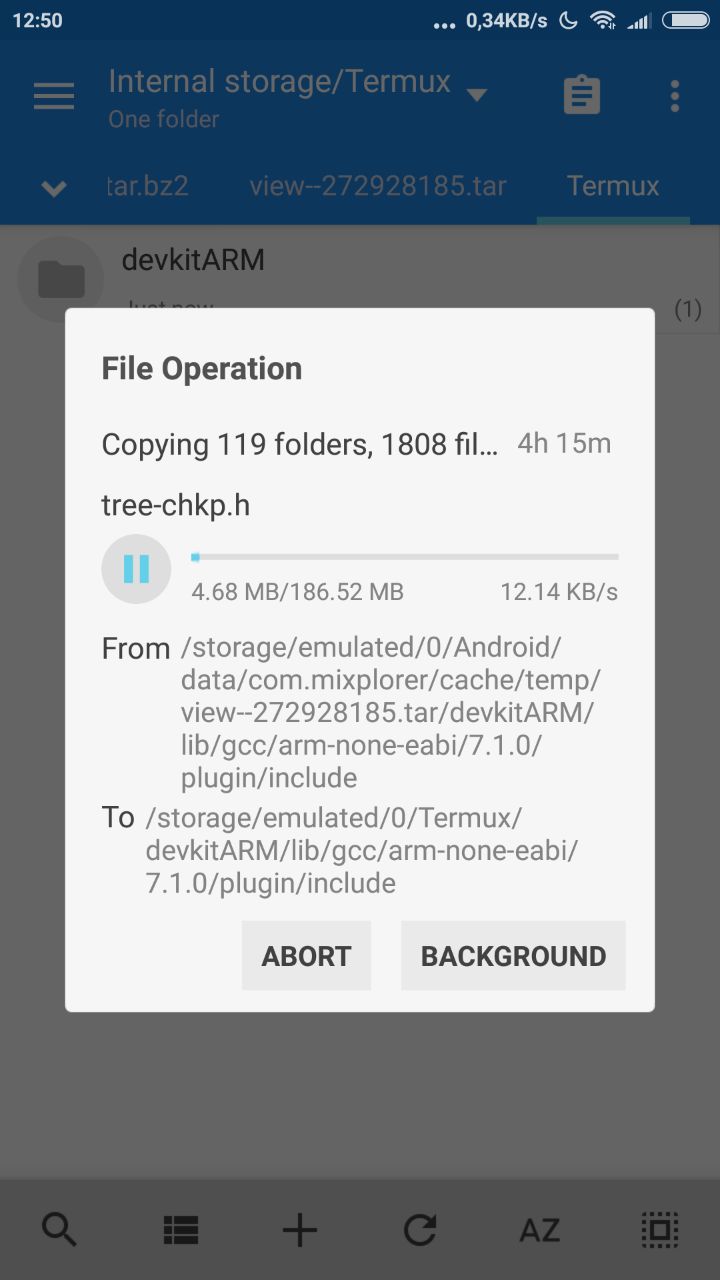 12:50
... 0,34KB/s
Internal storage/Termux
One folder
tar.bz2
view--272928185.tar
Termux
devkitARM
Just now
(1)
File Operation
Copying 119 folders, 1808 fil... 4h 15m
tree-chkp.h
4.68 MB/186.52 MB 12.14 KB/s
From /storage/emulated/0/Android/
data/com.mixplorer/cache/temp/
view--272928185.tar/devkitARM/
lib/gcc/arm-none-eabi/7.1.0/
plugin/include
To /storage/emulated/0/Termux/
devkitARM/lib/gcc/arm-none-eabi/
7.1.0/plugin/include
ABORT BACKGROUND
AZ